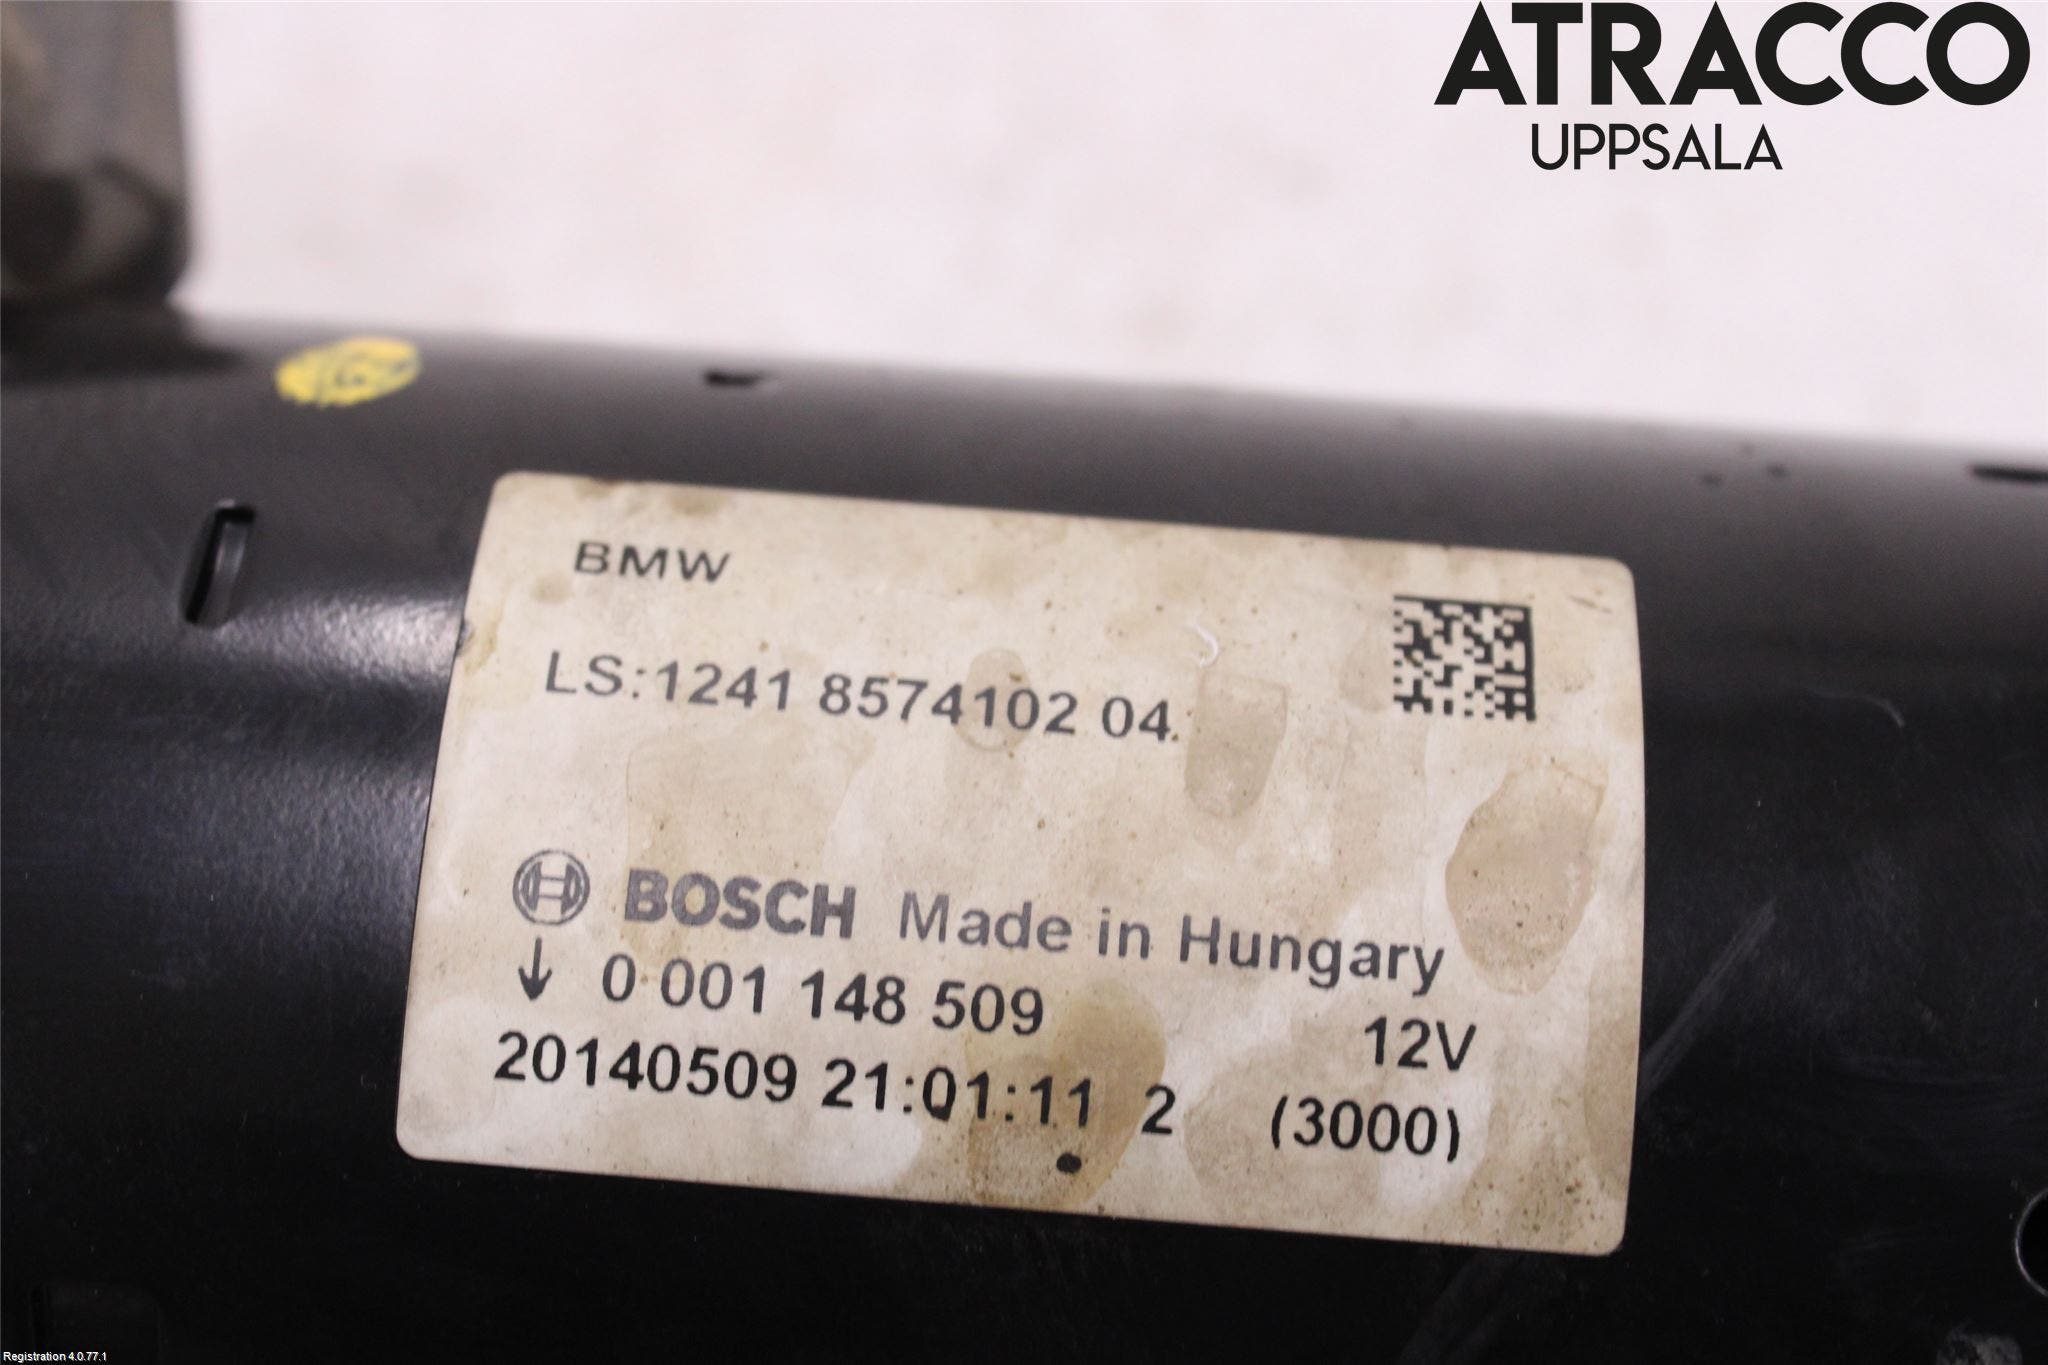 ATRACCO
UPPSALA
BMW
LS:1241 8574102 04
BOSCH Made in Hungary
↓ 0 001 148 509 12V
20140509 21:01:11 2 (3000)
Registration 4.0.77.1